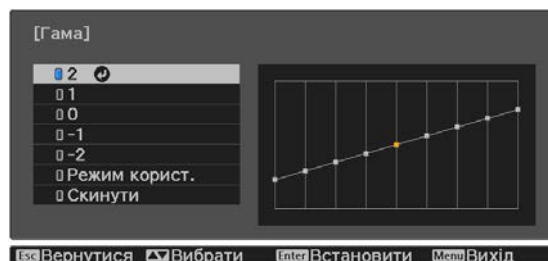 [Гама]
2
1
0
-1
-2
Режим корист.
Скинути
Esc Вернутися Вибрати Enter Встановити Menu Вихід